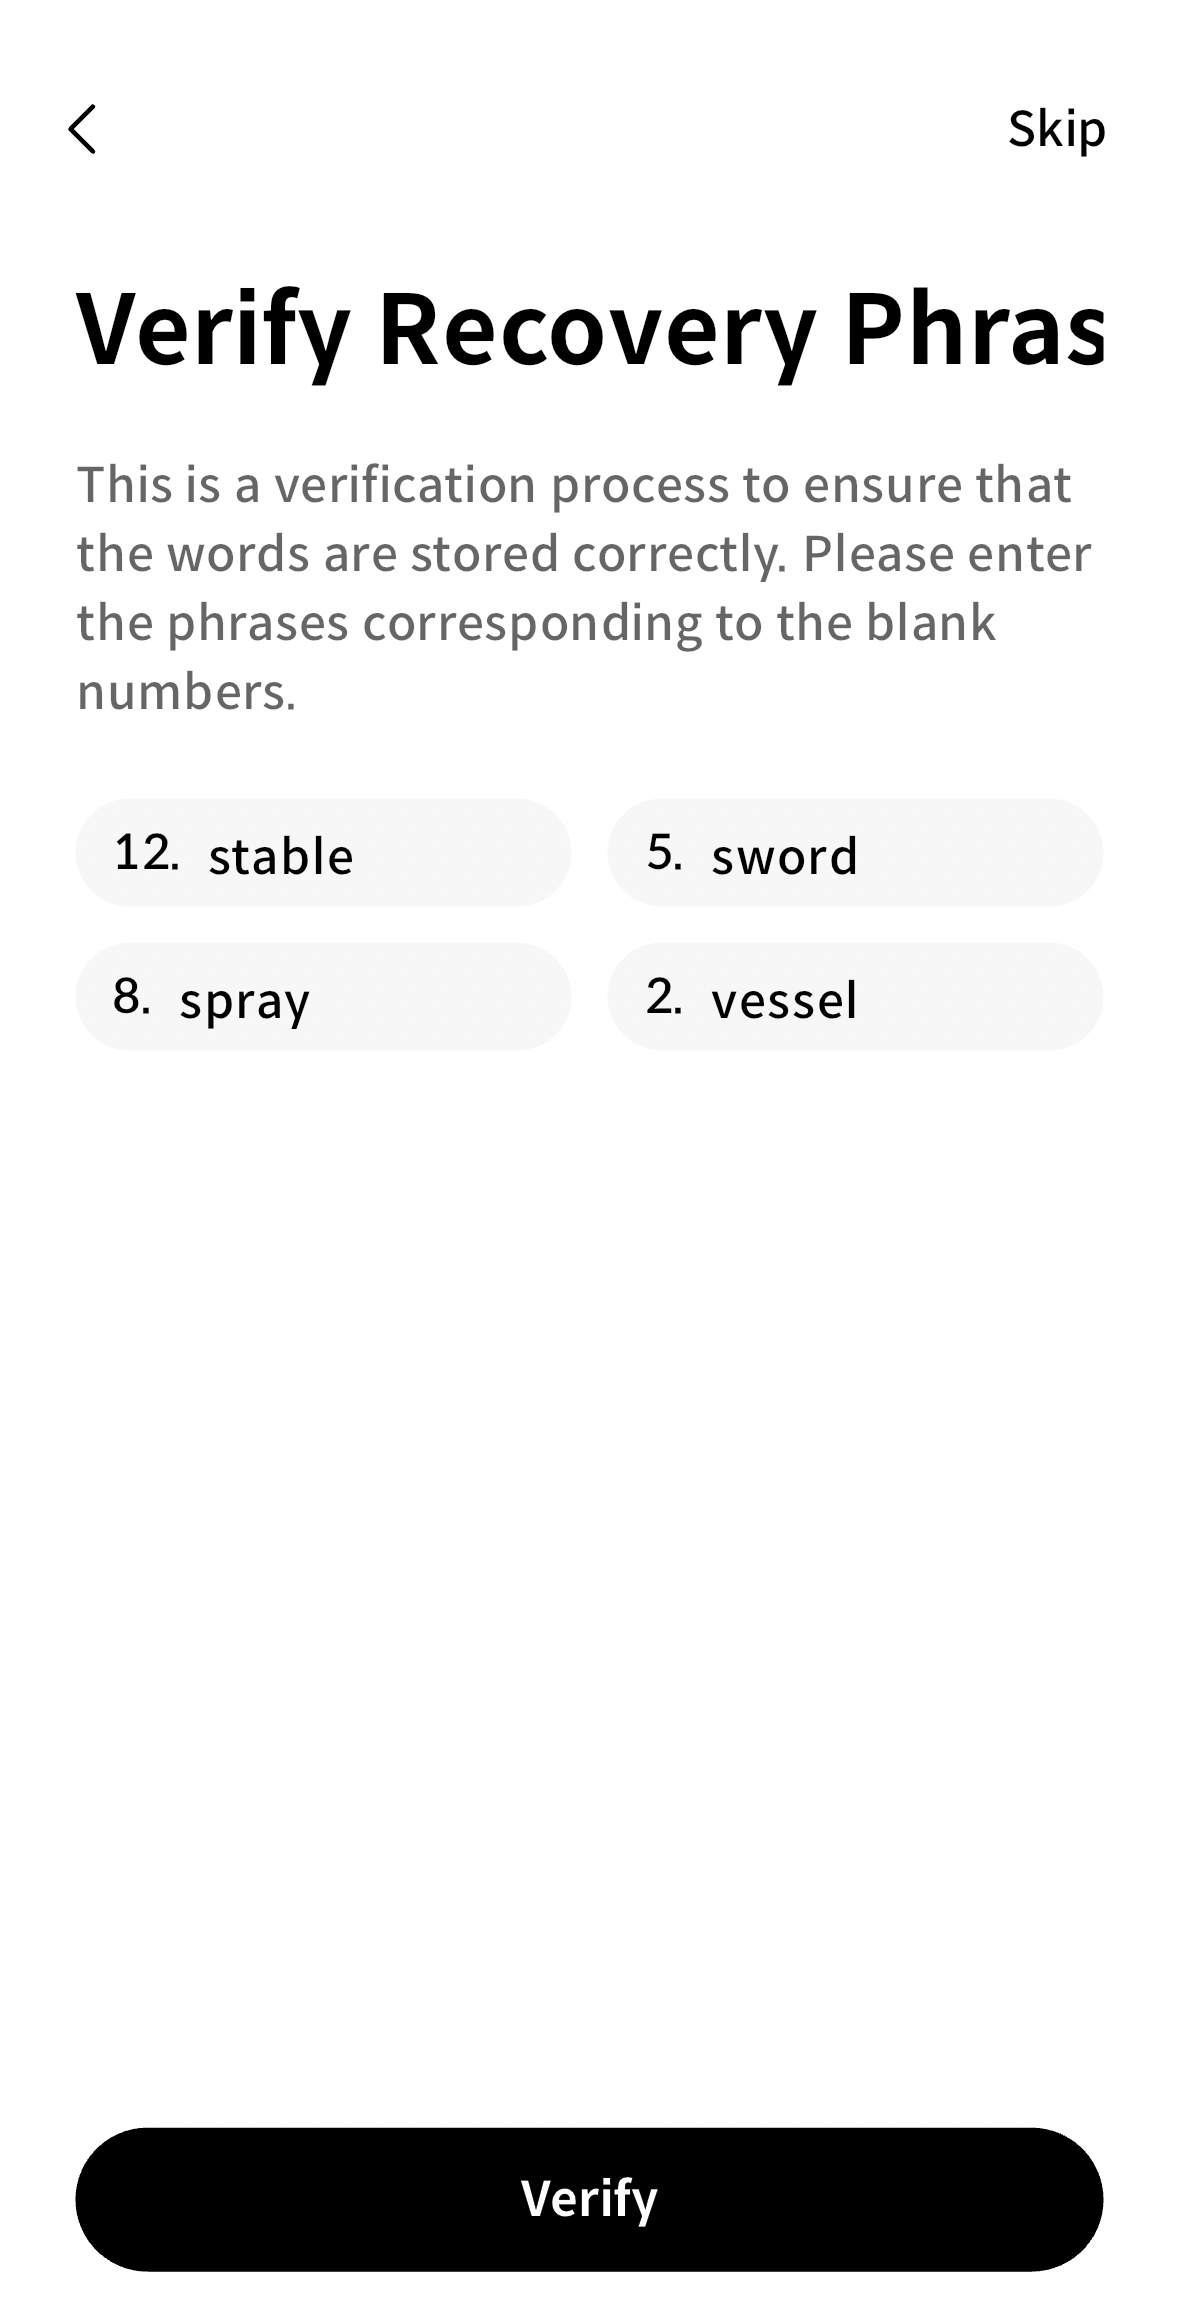 Skip
Verify Recovery Phras
This is a verification process to ensure that
the words are stored correctly. Please enter
the phrases corresponding to the blank
numbers.
12. stable
5. sword
8. spray
2. vessel
Verify